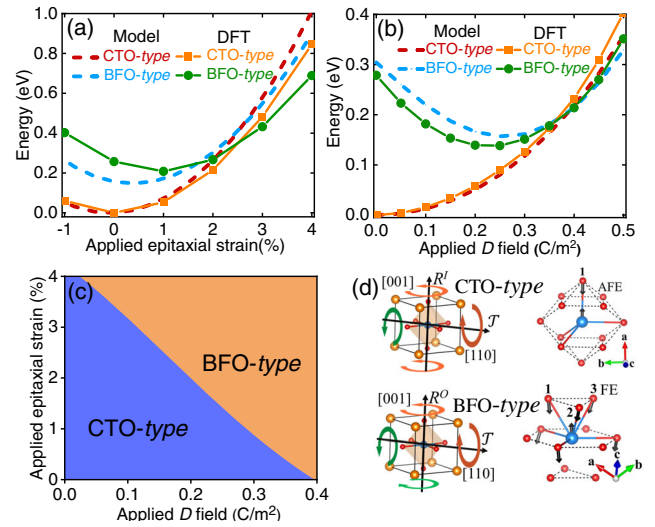 (a)
Model DFT
CTO-type CTO-type
BFO-type BFO-type
Energy (eV)
1.0
0.8
0.6
0.4
0.2
0.0
-1 0 1 2 3 4
Applied epitaxial strain(%)
(b)
Model DFT
CTO-type CTO-type
BFO-type BFO-type
Energy (eV)
0.4
0.3
0.2
0.1
0.0
0.0 0.1 0.2 0.3 0.4 0.5
Applied D field (C/m²)
(c)
BFO-type
CTO-type
Applied epitaxial strain (%)
4
3
2
1
0
0.0 0.1 0.2 0.3 0.4
Applied D field (C/m²)
(d)
[001] R^I CTO-type
𝒯
[110]
1
AFE
a
b c
[001] R^O BFO-type
𝒯
[110]
1 3 FE
2
c
a b